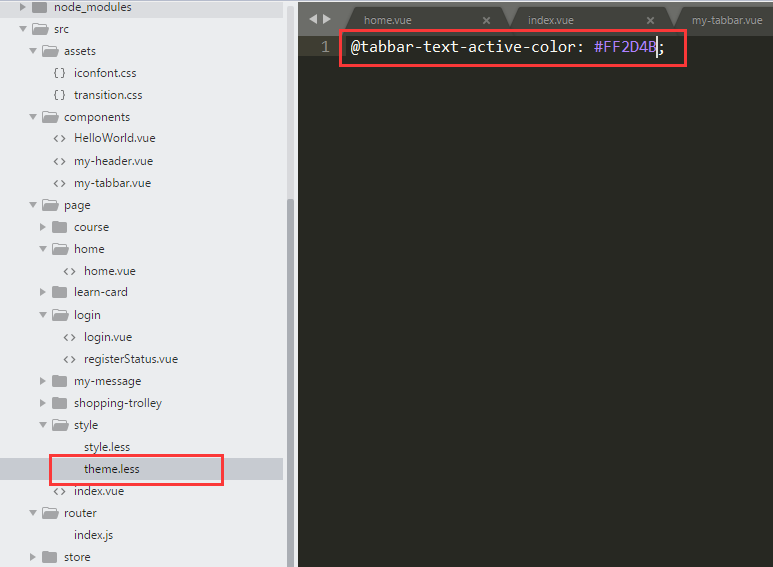 node_modules
src
assets
{} iconfont.css
{} transition.css
components
<> HelloWorld.vue
<> my-header.vue
<> my-tabbar.vue
page
course
home
<> home.vue
learn-card
login
<> login.vue
<> registerStatus.vue
my-message
shopping-trolley
style
style.less
theme.less
<> index.vue
router
index.js
store
home.vue ×
index.vue ×
my-tabbar.vue
1 @tabbar-text-active-color: #FF2D4B;